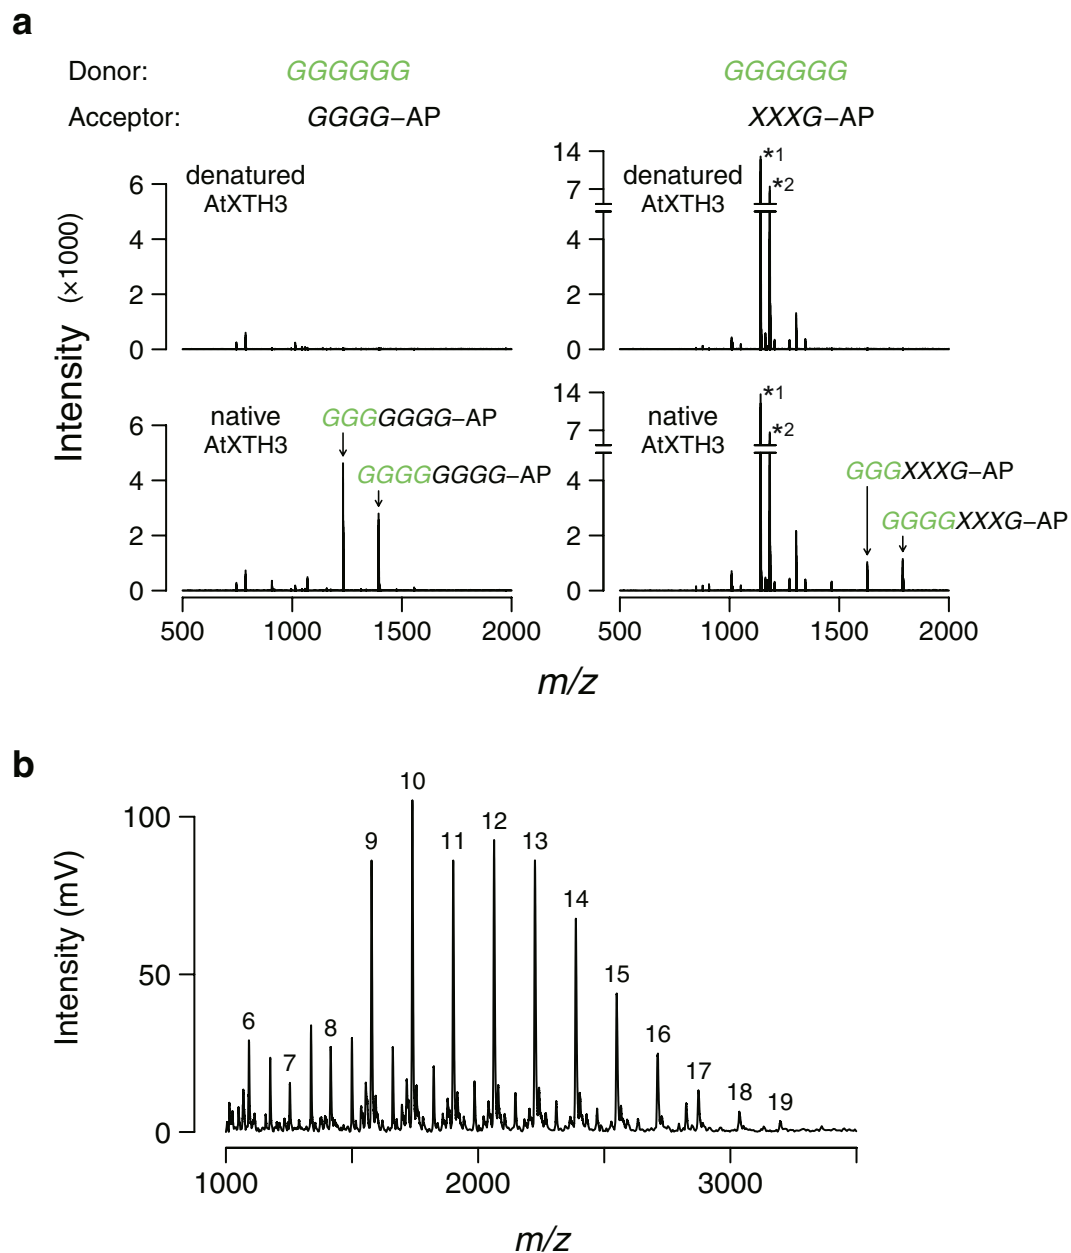 a
Donor: GGGGGG GGGGGG
Acceptor: GGGG–AP XXXG–AP
denatured
AtXTH3
6
4
2
0
denatured
AtXTH3
14
7
4
2
0
*1
*2
Intensity (×1000)
native
AtXTH3
GGGGGGG–AP
GGGGGGGG–AP
6
4
2
0
500 1000 1500 2000
native
AtXTH3
14
7
4
2
0
*1
*2
GGGXXXG–AP
GGGGXXXG–AP
500 1000 1500 2000
m/z
b
Intensity (mV)
100
50
0
6 7 8 9 10 11 12 13 14 15 16 17 18 19
1000 2000 3000
m/z